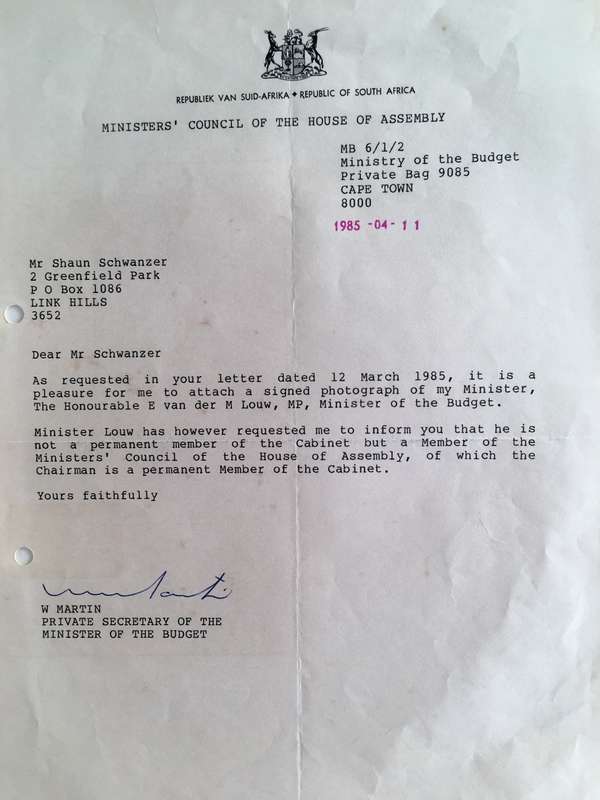 REPUBLIEK VAN SUID-AFRIKA ♦ REPUBLIC OF SOUTH AFRICA
MINISTERS' COUNCIL OF THE HOUSE OF ASSEMBLY
MB 6/1/2
Ministry of the Budget
Private Bag 9085
CAPE TOWN
8000
1985 -04- 11
Mr Shaun Schwanzer
2 Greenfield Park
P O Box 1086
LINK HILLS
3652
Dear Mr Schwanzer
As requested in your letter dated 12 March 1985, it is a
pleasure for me to attach a signed photograph of my Minister,
The Honourable E van der M Louw, MP, Minister of the Budget.
Minister Louw has however requested me to inform you that he is
not a permanent member of the Cabinet but a Member of the
Ministers' Council of the House of Assembly, of which the
Chairman is a permanent Member of the Cabinet.
Yours faithfully
W MARTIN
PRIVATE SECRETARY OF THE
MINISTER OF THE BUDGET